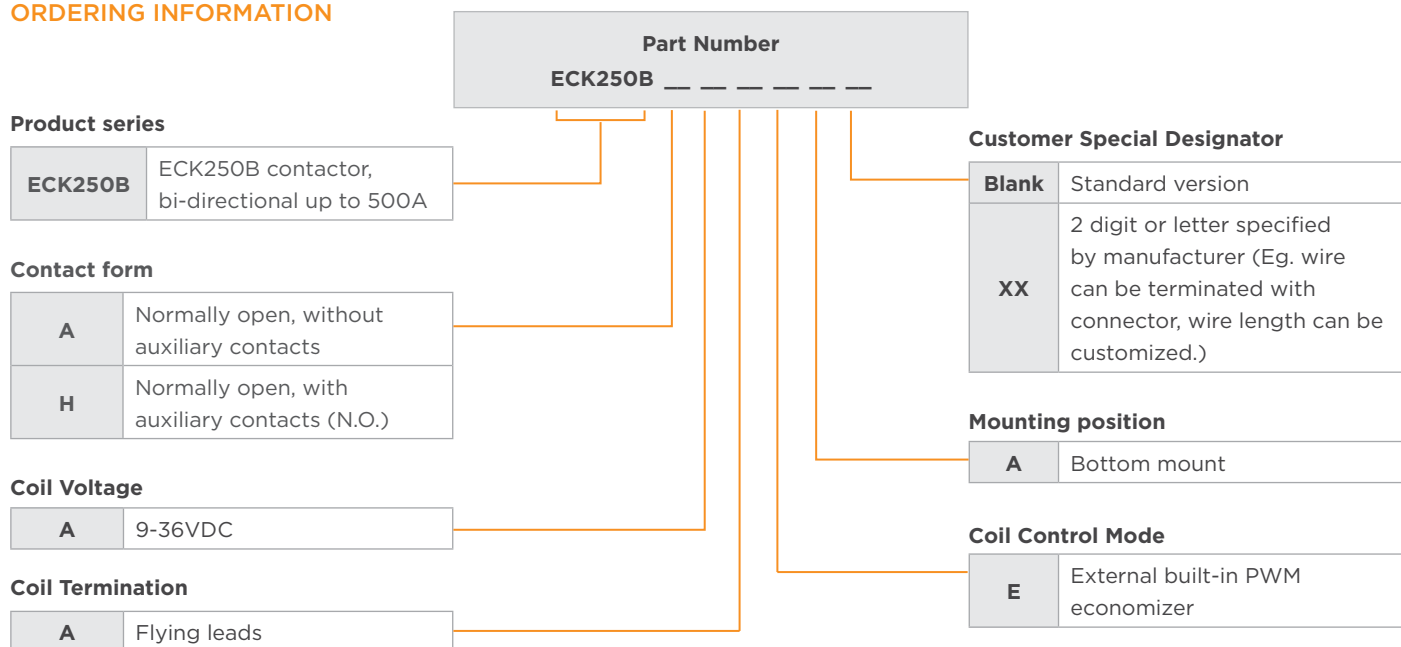 ORDERING INFORMATION
Part Number
ECK250B __ __ __ __ __ __
Product series
ECK250B
ECK250B contactor,
bi-directional up to 500A
Contact form
A
Normally open, without
auxiliary contacts
H
Normally open, with
auxiliary contacts (N.O.)
Coil Voltage
A
9-36VDC
Coil Termination
A
Flying leads
Customer Special Designator
Blank
Standard version
XX
2 digit or letter specified
by manufacturer (Eg. wire
can be terminated with
connector, wire length can be
customized.)
Mounting position
A
Bottom mount
Coil Control Mode
E
External built-in PWM
economizer